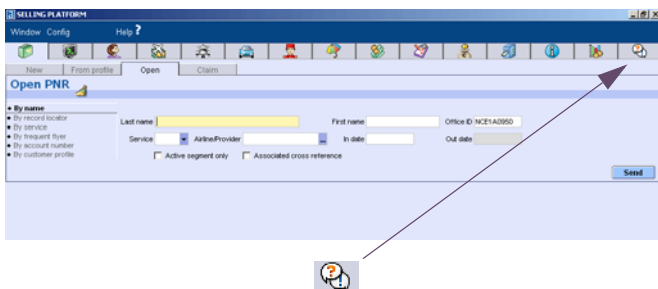 SELLING PLATFORM
Window Config Help ?
New From profile Open Claim
Open PNR
By name
By record locator
By service
By frequent flyer
By account number
By customer profile
Last name First name Office ID NCE1A0950
Service Airline/Provider In date Out date
Active segment only Associated cross reference
Send